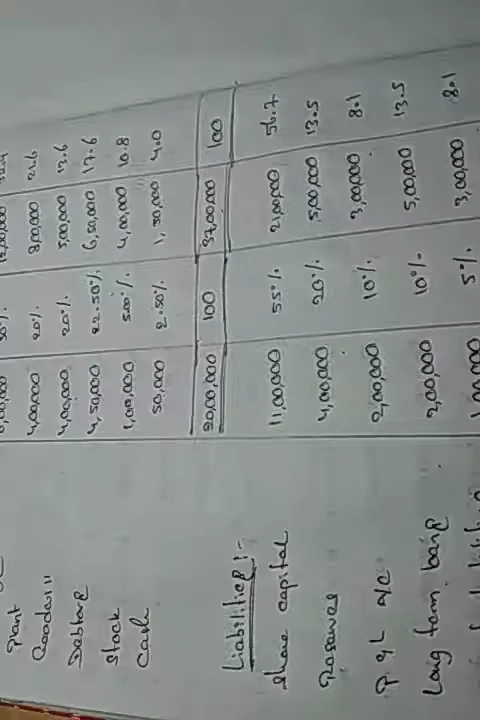 Plant 4,00,000 20%. 8,00,000 21.6
Goodwill 4,00,000 20%. 5,00,000 13.6
Debtors 4,50,000 22.50%. 6,50,000 17.6
Stock 1,00,000 500%. 4,00,000 10.8
Cash 50,000 2.50%. 1,50,000 4.0
20,00,000 100 37,00,000 100
Liabilities :-
Share capital 11,00,000 55%. 21,00,000 56.7
Reserves 4,00,000 20%. 5,00,000 13.5
P & L A/C 2,00,000 10%. 3,00,000 8.1
Long term 2,00,000 10%. 5,00,000 13.5
5%. 3,00,000 8.1